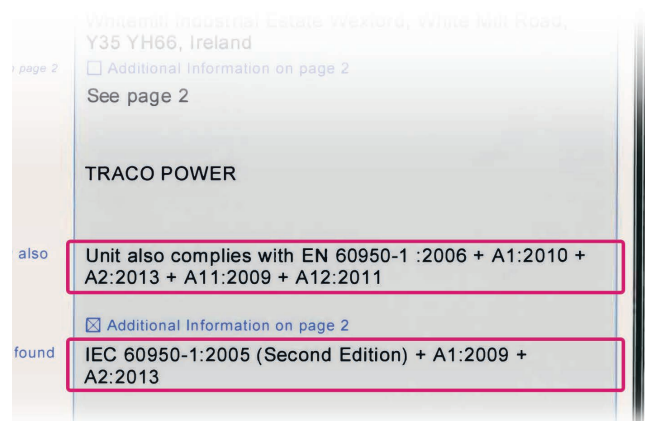 Whitemill Industrial Estate Wexford, White Mill Road,
Y35 YH66, Ireland
page 2
Additional Information on page 2
See page 2
TRACO POWER
also
Unit also complies with EN 60950-1 :2006 + A1:2010 +
A2:2013 + A11:2009 + A12:2011
Additional Information on page 2
found
IEC 60950-1:2005 (Second Edition) + A1:2009 +
A2:2013